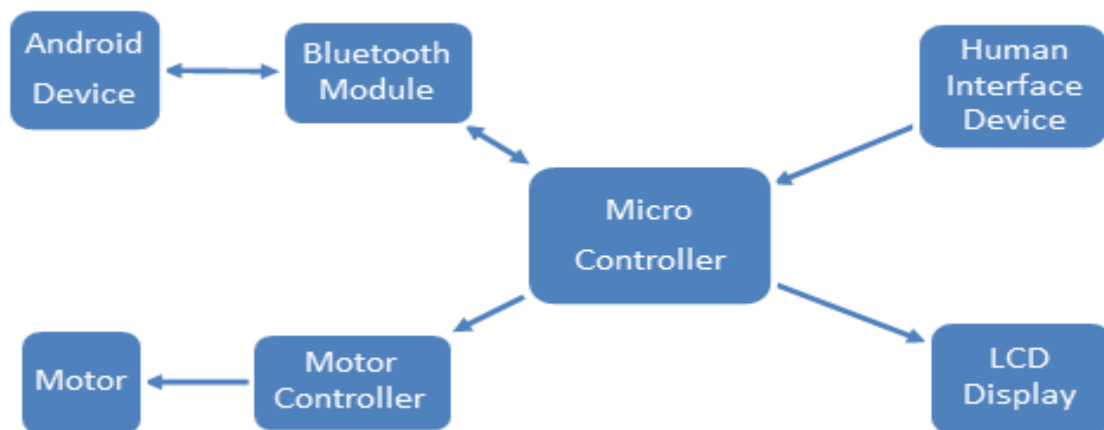 Android
Device
Bluetooth
Module
Human
Interface
Device
Micro
Controller
Motor
Motor
Controller
LCD
Display